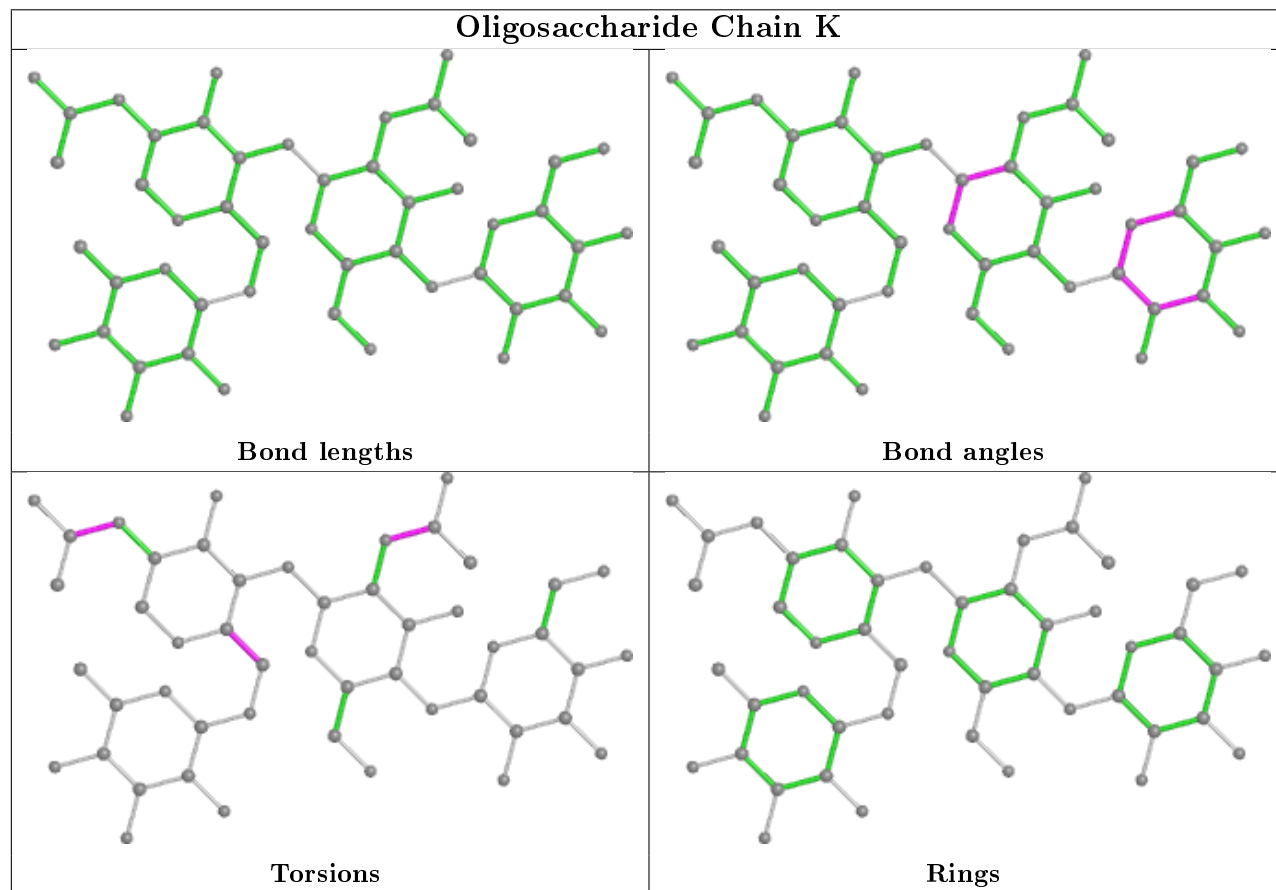 Oligosaccharide Chain K
Bond lengths
Bond angles
Torsions
Rings